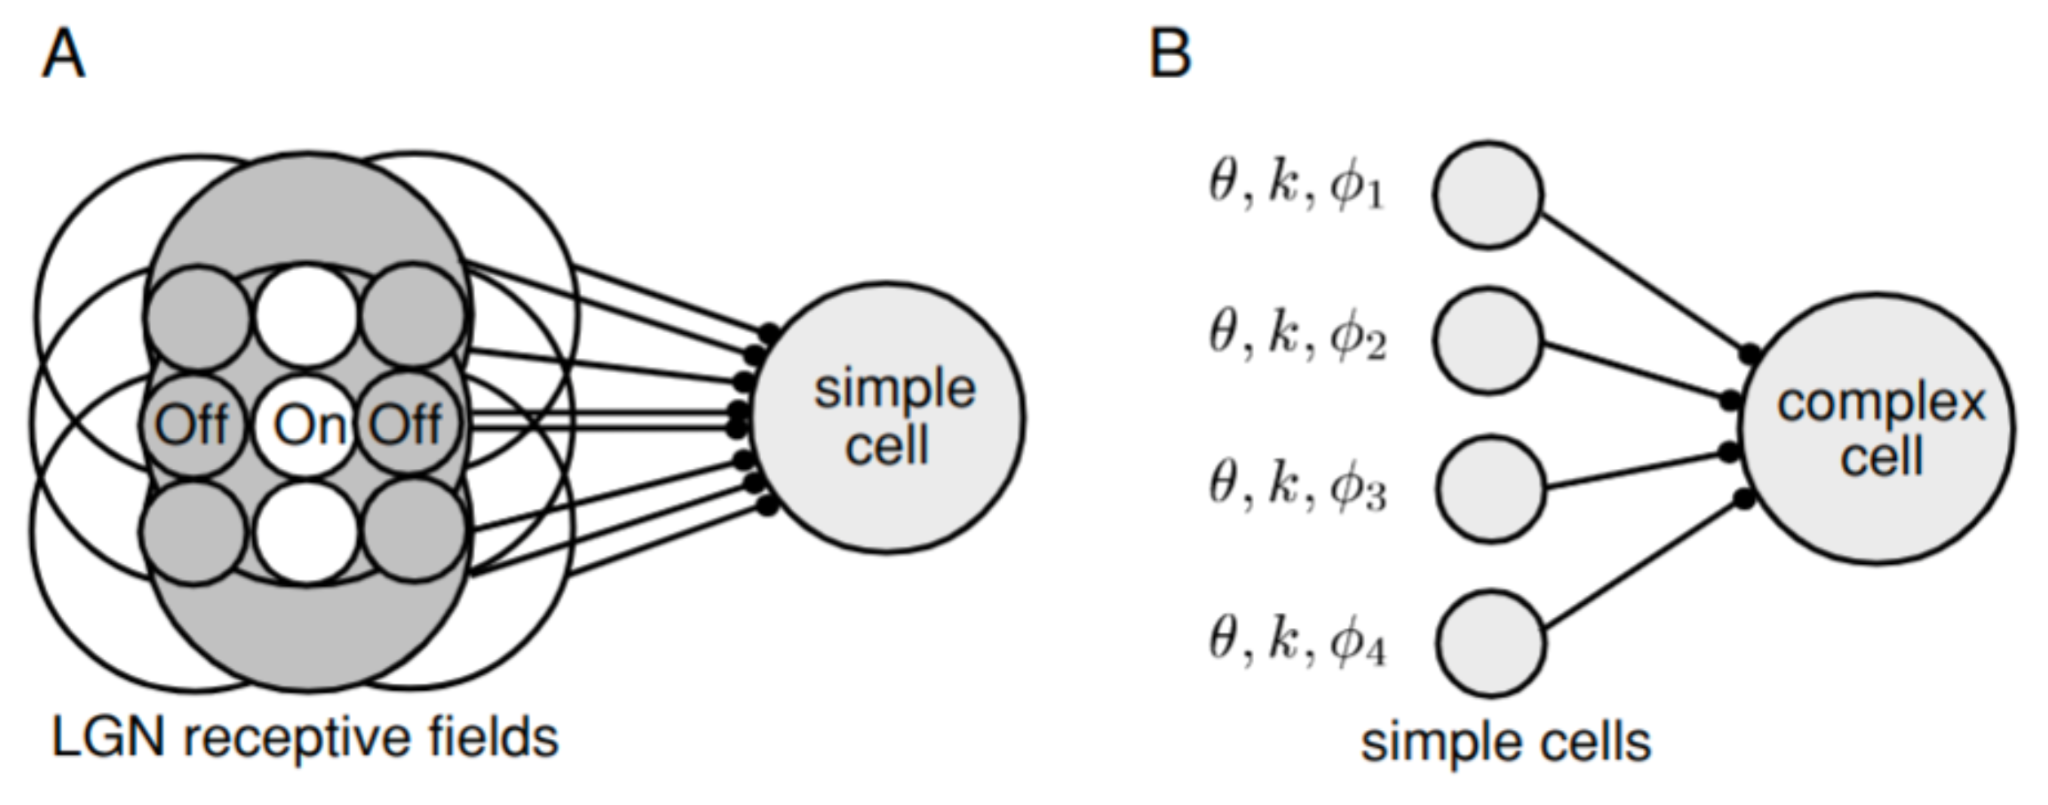 A
Off On Off
simple
cell
LGN receptive fields
B
θ, k, ϕ₁
θ, k, ϕ₂
θ, k, ϕ₃
θ, k, ϕ₄
complex
cell
simple cells